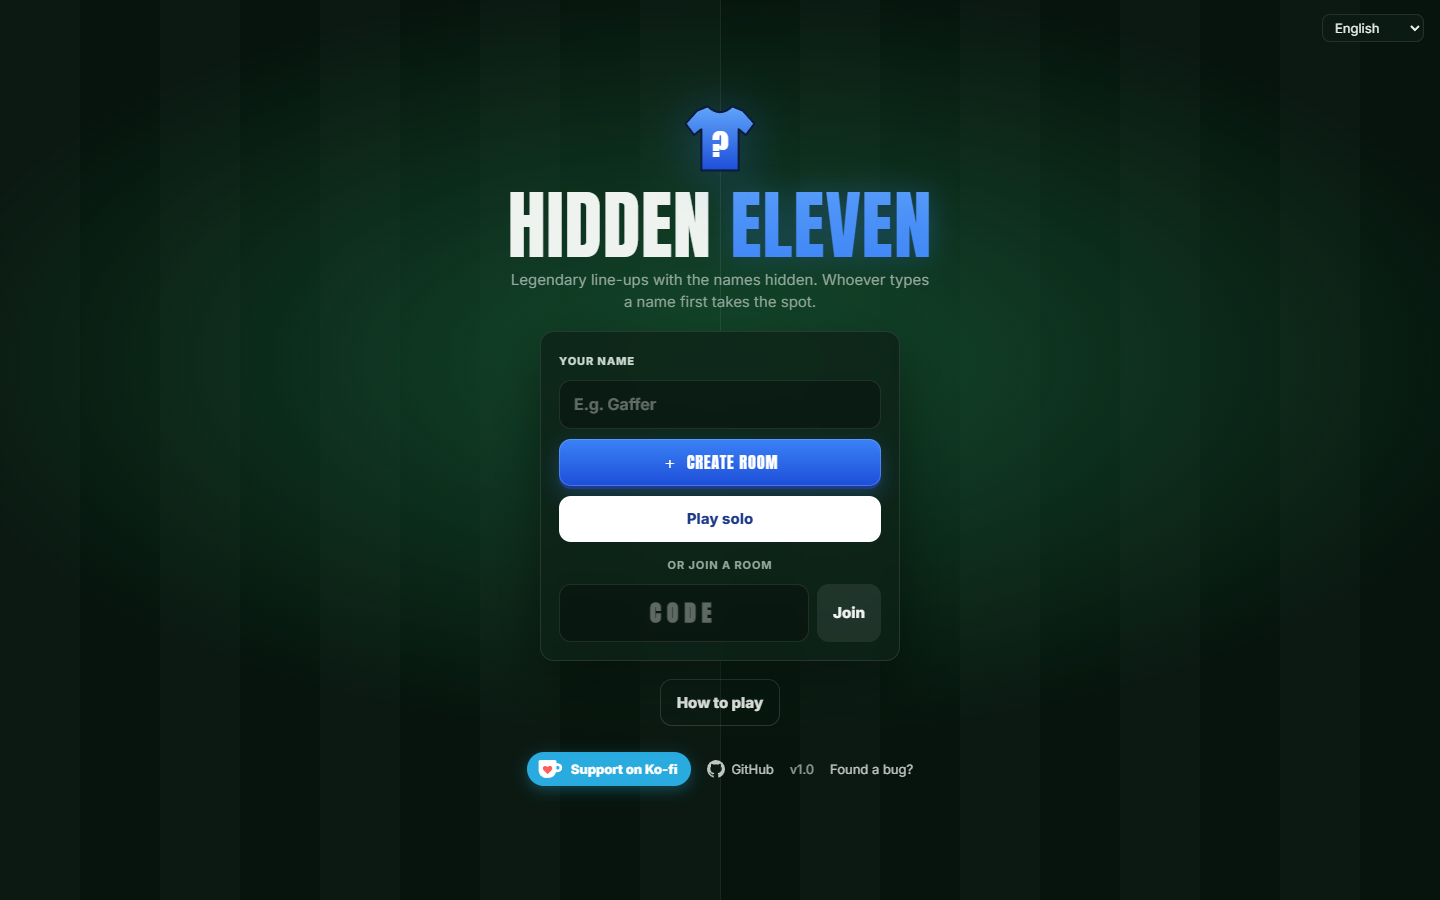 English
?
HIDDEN ELEVEN
Legendary line-ups with the names hidden. Whoever types
a name first takes the spot.
YOUR NAME
E.g. Gaffer
+ CREATE ROOM
Play solo
OR JOIN A ROOM
CODE
Join
How to play
Support on Ko-fi
GitHub
v1.0
Found a bug?